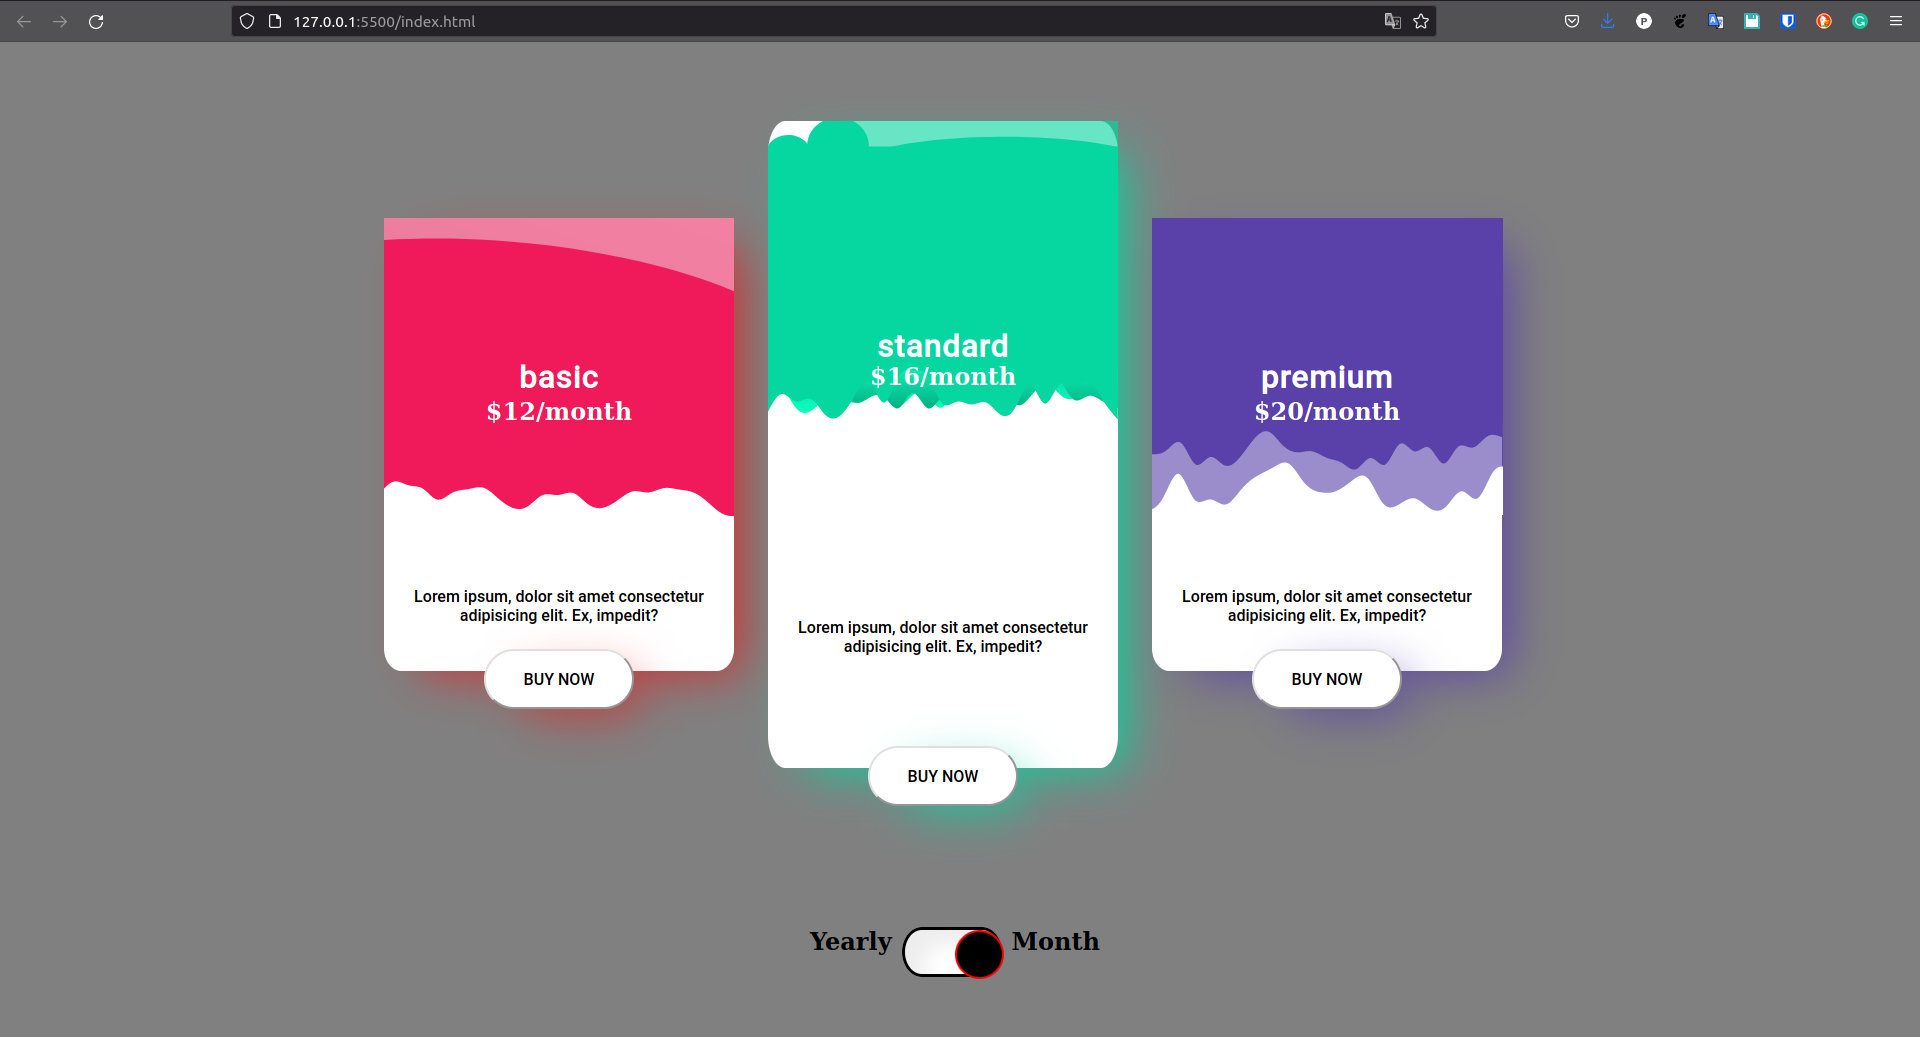 127.0.0.1:5500/index.html
basic
$12/month
Lorem ipsum, dolor sit amet consectetur
adipisicing elit. Ex, impedit?
BUY NOW
standard
$16/month
Lorem ipsum, dolor sit amet consectetur
adipisicing elit. Ex, impedit?
BUY NOW
premium
$20/month
Lorem ipsum, dolor sit amet consectetur
adipisicing elit. Ex, impedit?
BUY NOW
Yearly
Month